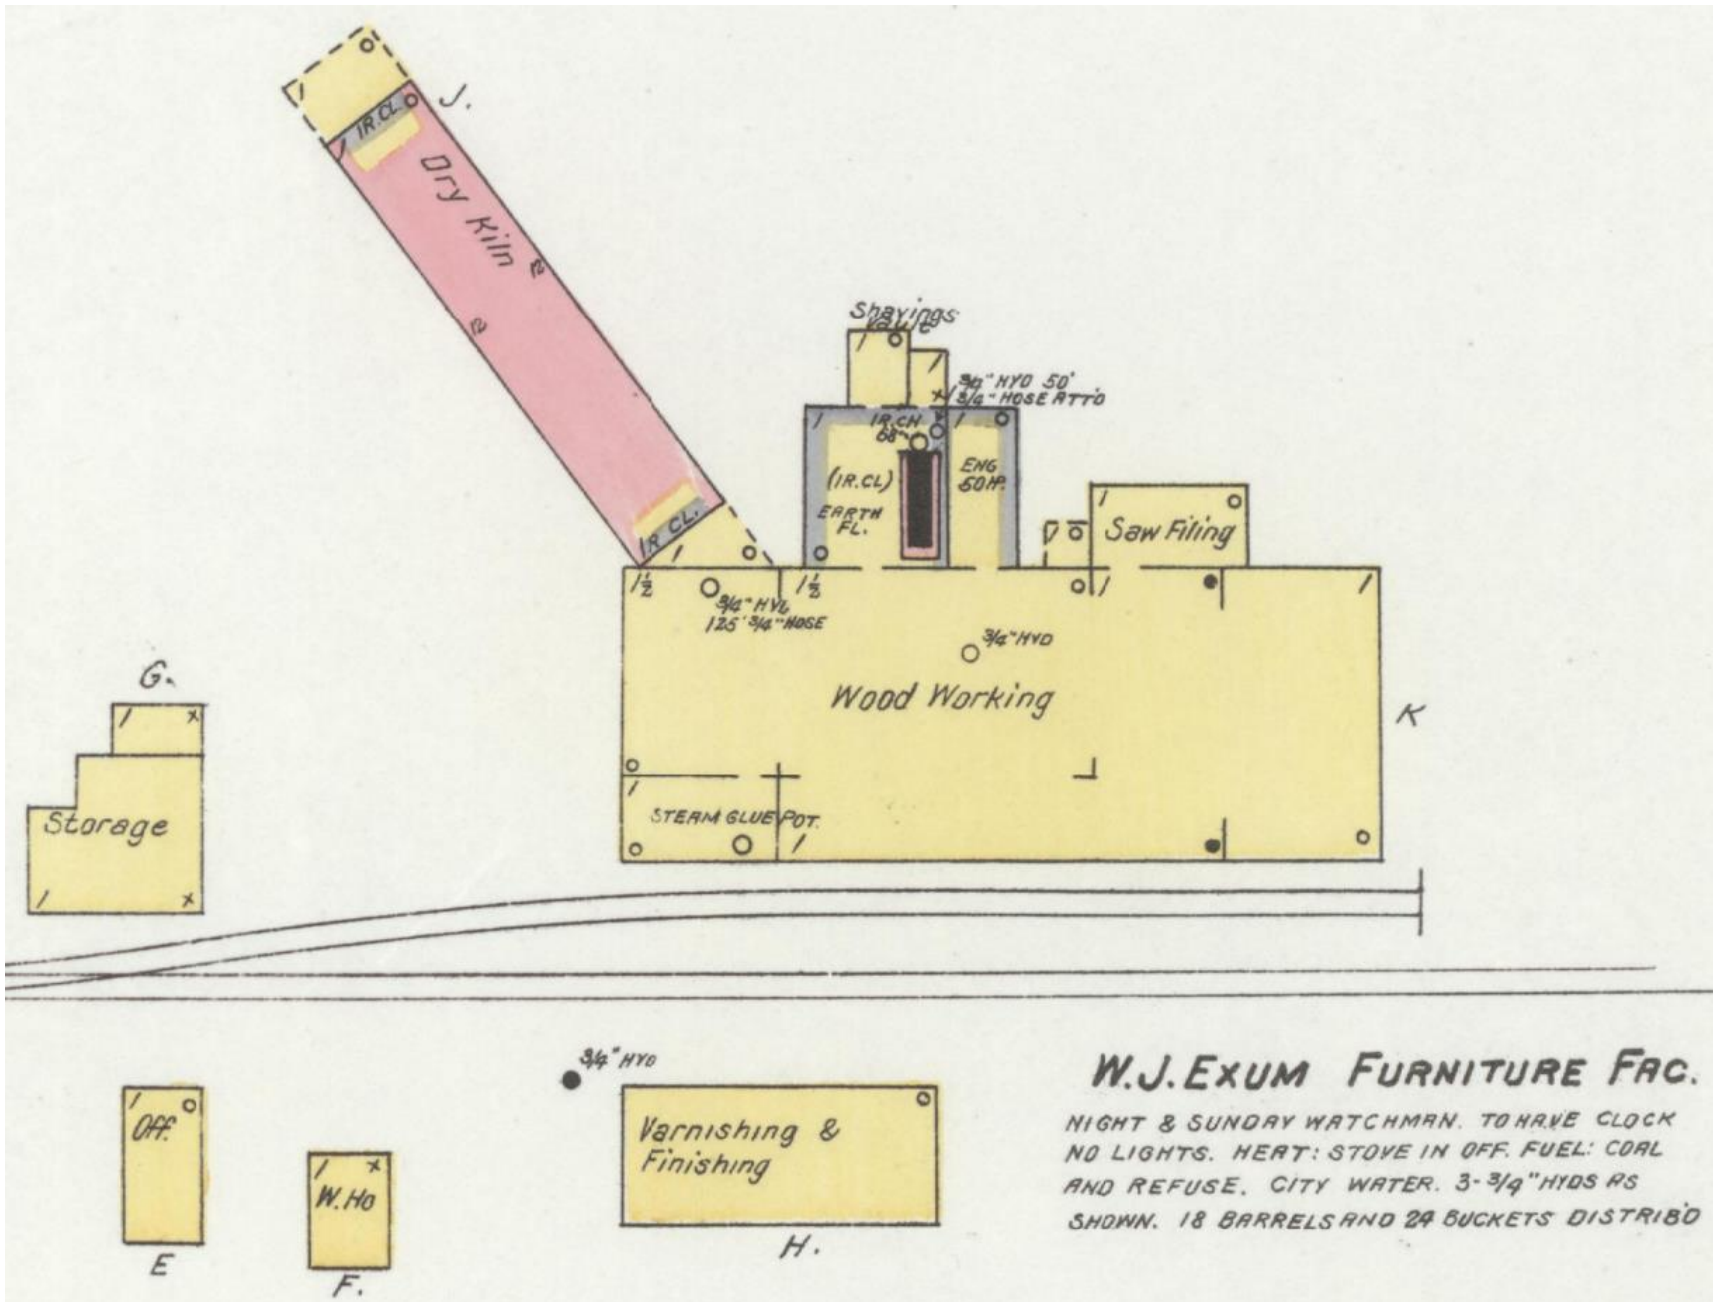 J.
IR. CL.
Dry Kiln
12
12
IR CL.
Shavings
Vault
3/4" HYD 50'
3/4" HOSE ATT'D
IR. CH
68"
(IR.CL)
EARTH
FL.
ENG
50 HP.
Saw Filing
1
1½
1½
3/4" HYD
125' 3/4" HOSE
3/4" HYD
Wood Working
K
STEAM GLUE POT.
G.
Storage
3/4" HYD
Off.
E
W. Ho
F.
Varnishing &
Finishing
H.
W.J. EXUM FURNITURE FAC.
NIGHT & SUNDAY WATCHMAN. TO HAVE CLOCK
NO LIGHTS. HEAT: STOVE IN OFF. FUEL: COAL
AND REFUSE. CITY WATER. 3-3/4" HYDS AS
SHOWN. 18 BARRELS AND 24 BUCKETS DISTRIB'D